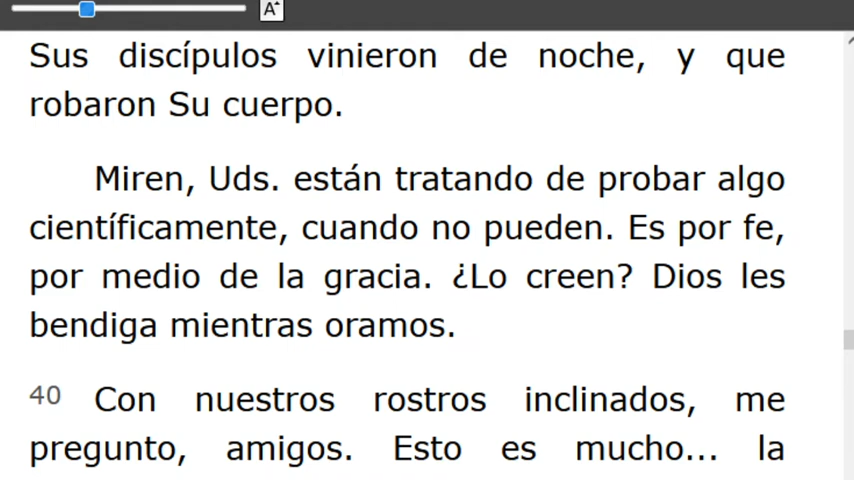 A
Sus discípulos vinieron de noche, y que
robaron Su cuerpo.
Miren, Uds. están tratando de probar algo
científicamente, cuando no pueden. Es por fe,
por medio de la gracia. ¿Lo creen? Dios les
bendiga mientras oramos.
40 Con nuestros rostros inclinados, me
pregunto, amigos. Esto es mucho... la